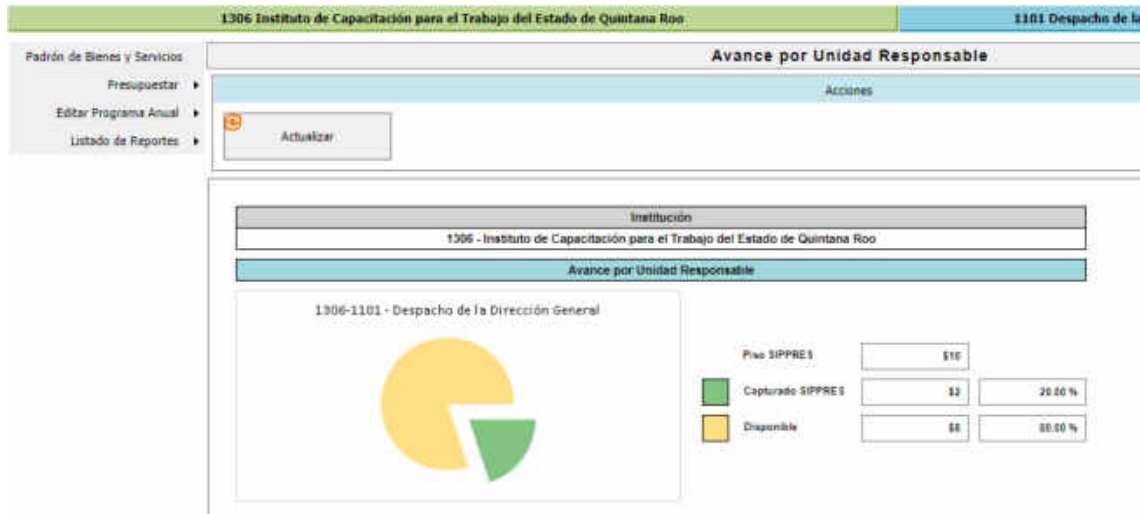 1306 Instituto de Capacitación para el Trabajo del Estado de Quintana Roo
1101 Despacho de la
Padrón de Bienes y Servicios
Presupuestar
Editar Programa Anual
Listado de Reportes
Avance por Unidad Responsable
Acciones
Actualizar
Institución
1306 - Instituto de Capacitación para el Trabajo del Estado de Quintana Roo
Avance por Unidad Responsable
1306-1101 - Despacho de la Dirección General
Piso SIPPRES $10
Capturado SIPPRES $2 20.00 %
Disponible $8 80.00 %